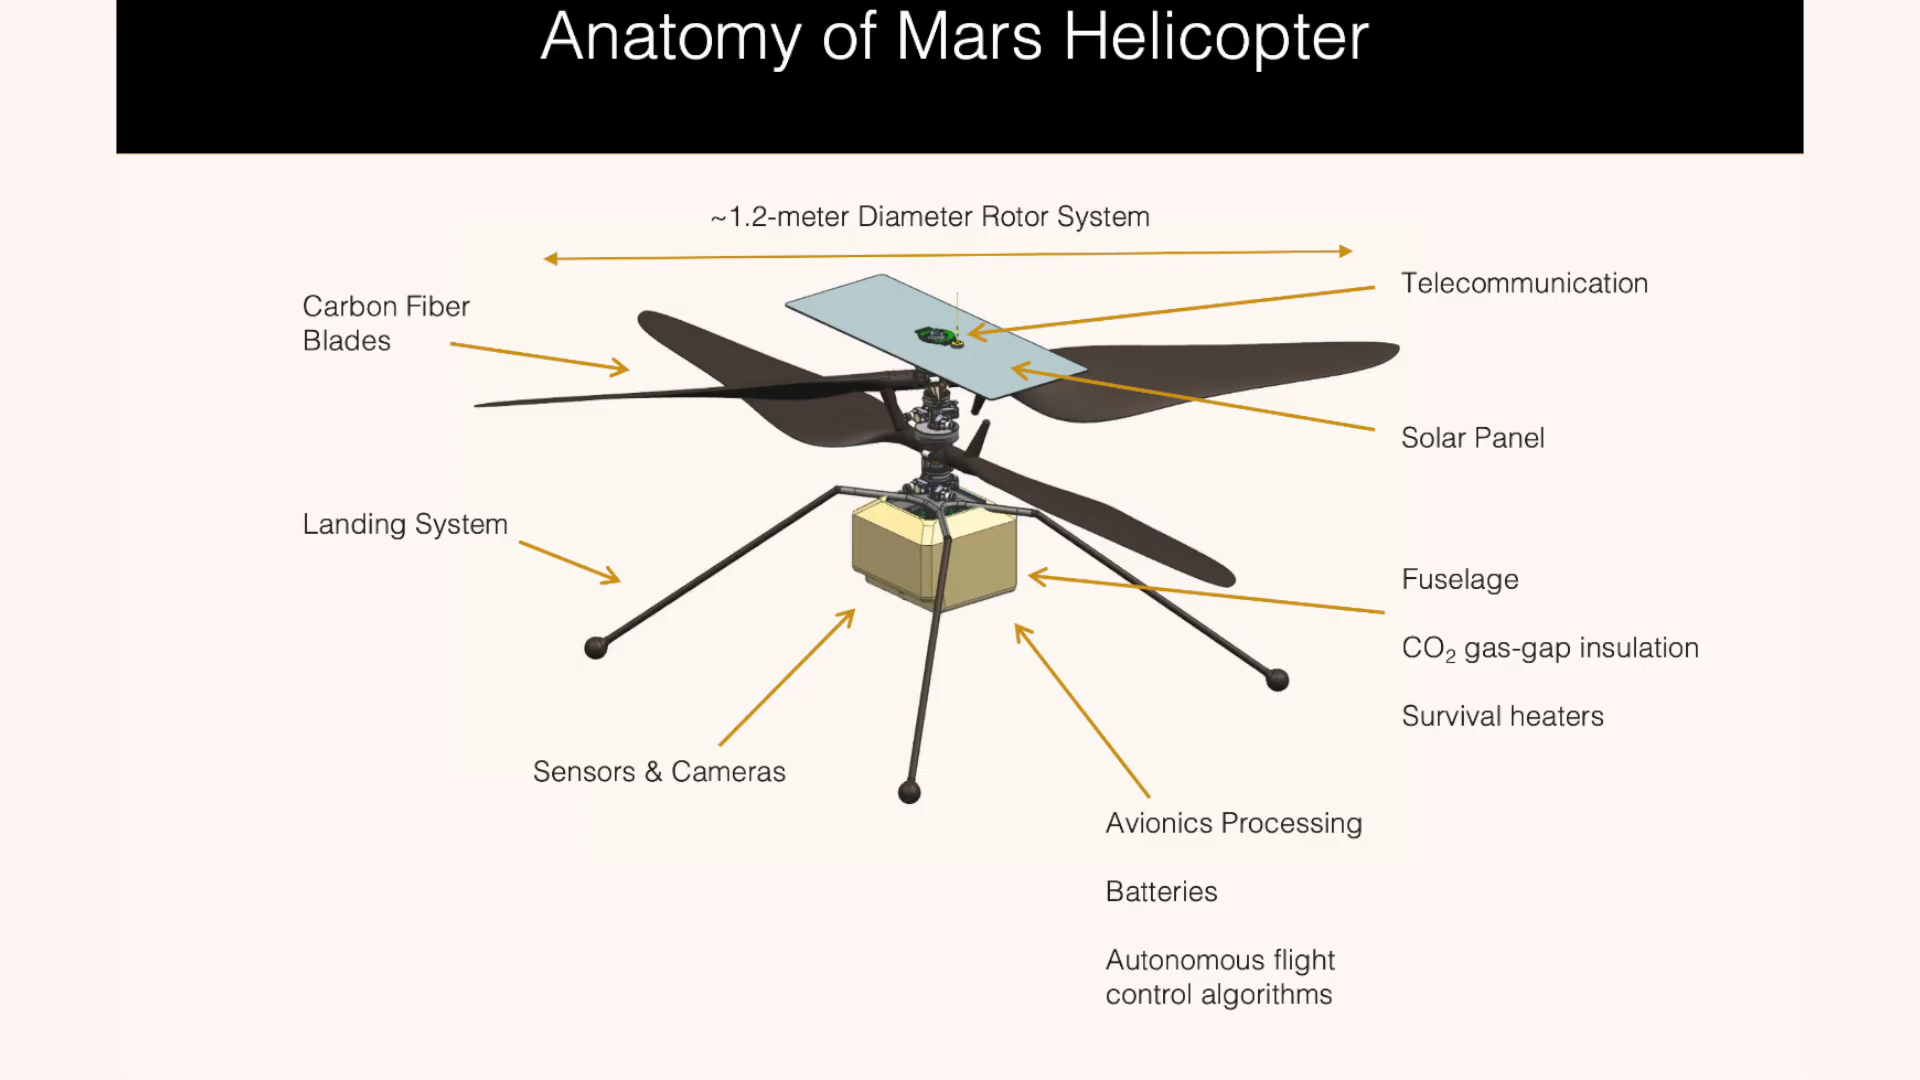 Anatomy of Mars Helicopter
~1.2-meter Diameter Rotor System
Telecommunication
Carbon Fiber
Blades
Solar Panel
Landing System
Fuselage
CO₂ gas-gap insulation
Survival heaters
Sensors & Cameras
Avionics Processing
Batteries
Autonomous flight
control algorithms